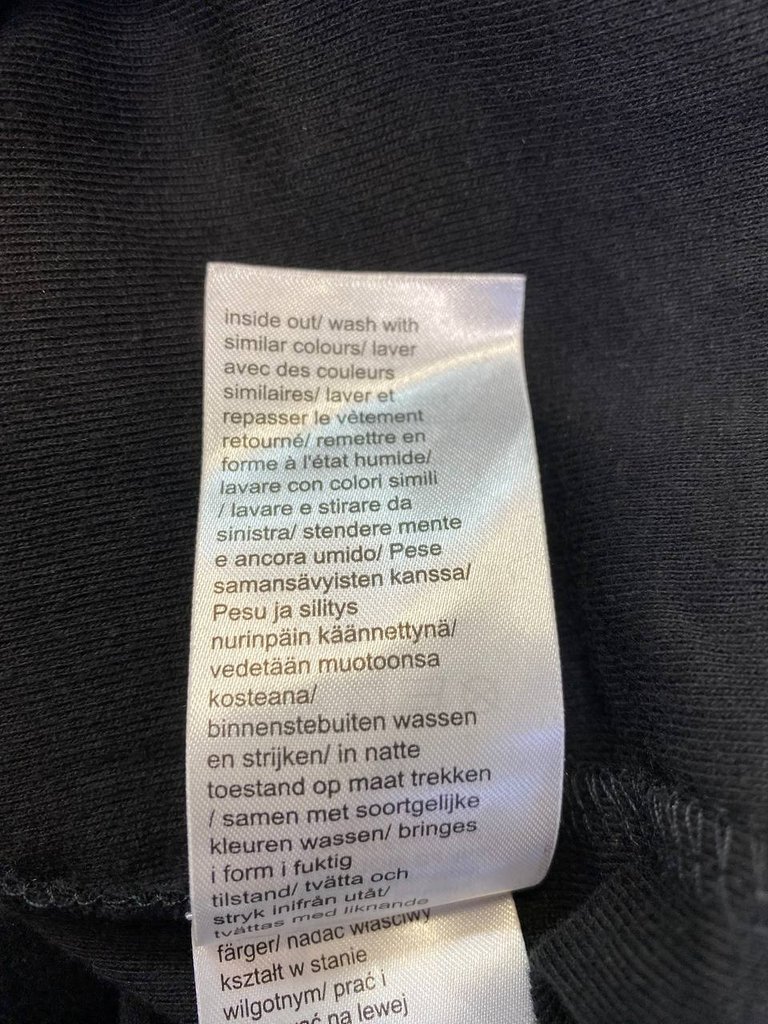 inside out/ wash with
similar colours/ laver
avec des couleurs
similaires/ laver et
repasser le vêtement
retourné/ remettre en
forme à l'état humide/
lavare con colori simili
/ lavare e stirare da
sinistra/ stendere mente
e ancora umido/ Pese
samansävyisten kanssa/
Pesu ja silitys
nurinpäin käännettynä/
vedetään muotoonsa
kosteana/
binnenstebuiten wassen
en strijken/ in natte
toestand op maat trekken
/ samen met soortgelijke
kleuren wassen/ bringes
i form i fuktig
tilstand/ tvätta och
stryk inifrån utåt/
tvättas med liknande
färger/ nadać właściwy
kształt w stanie
wilgotnym/ prać i
na lewej